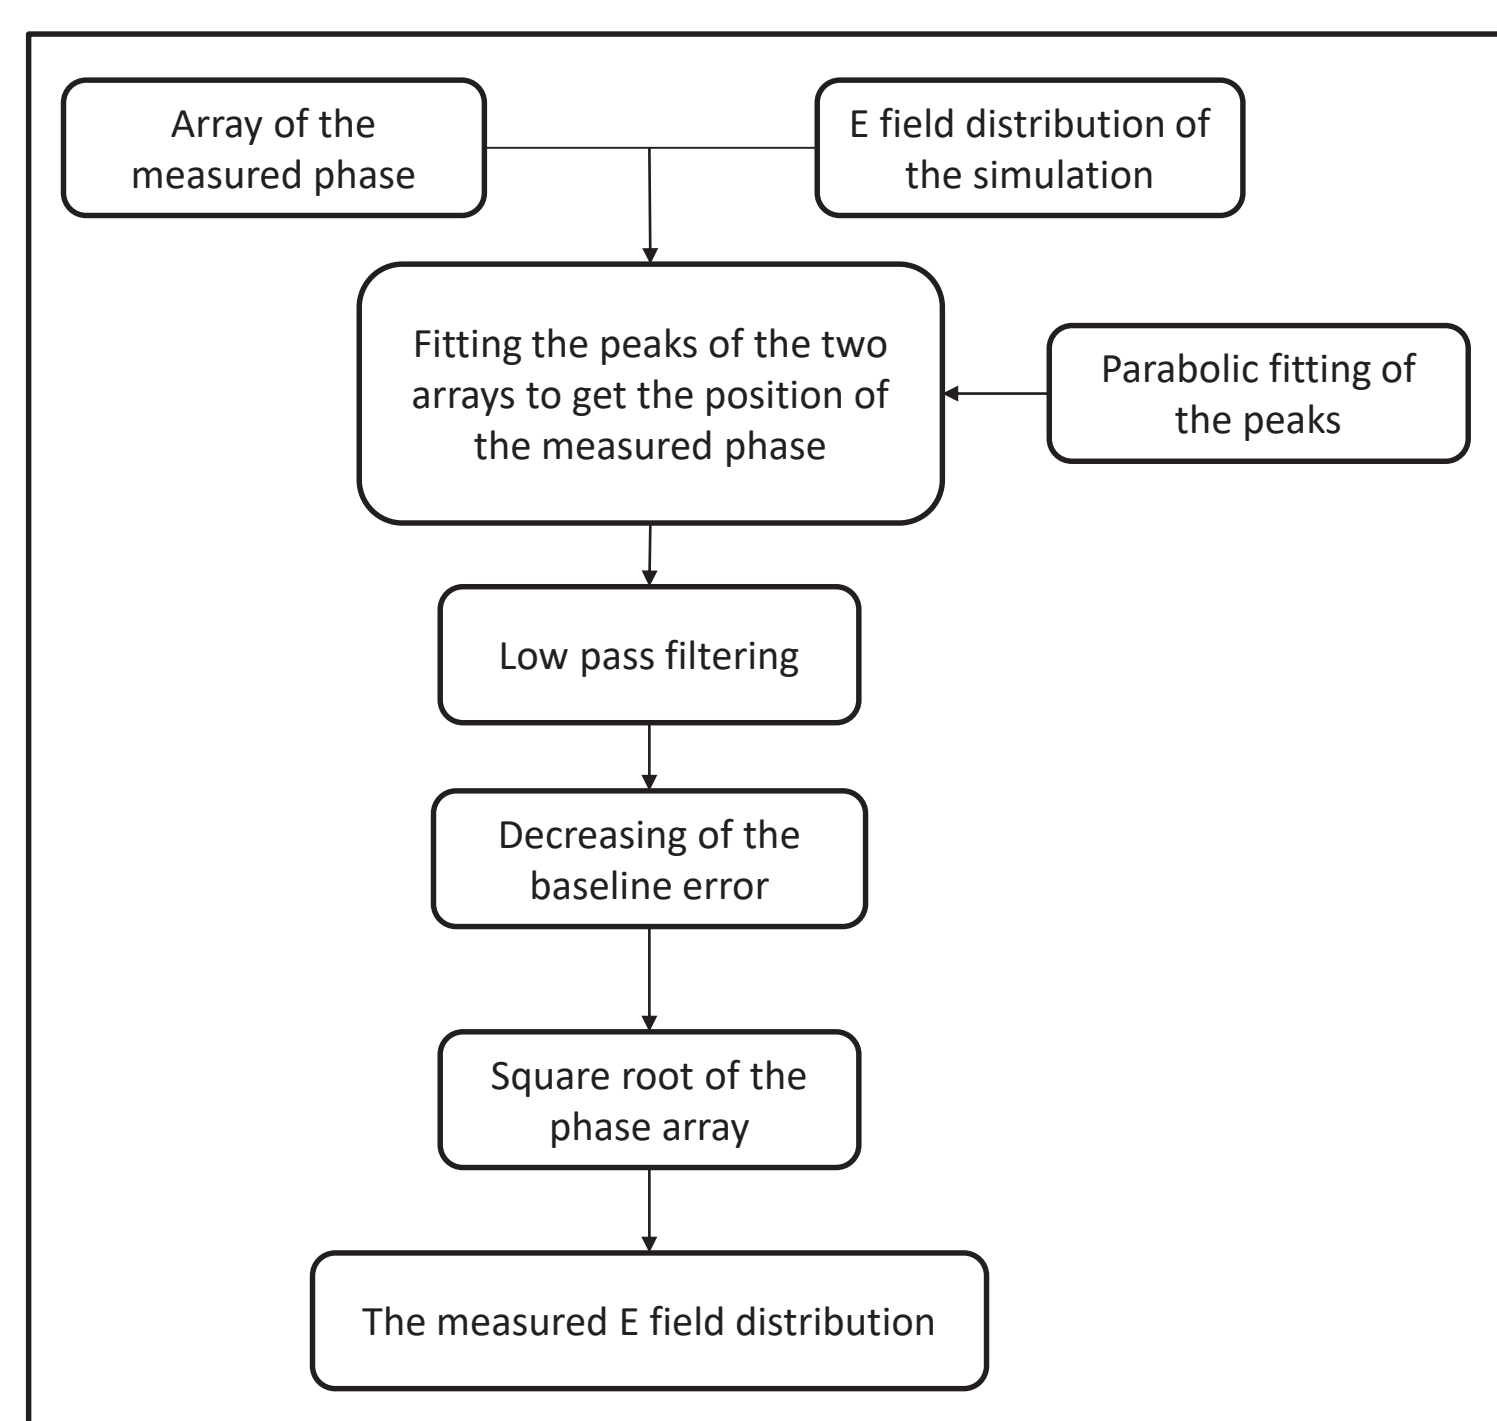 Array of the
measured phase
E field distribution of
the simulation
Fitting the peaks of the two
arrays to get the position of
the measured phase
Parabolic fitting of
the peaks
Low pass filtering
Decreasing of the
baseline error
Square root of the
phase array
The measured E field distribution